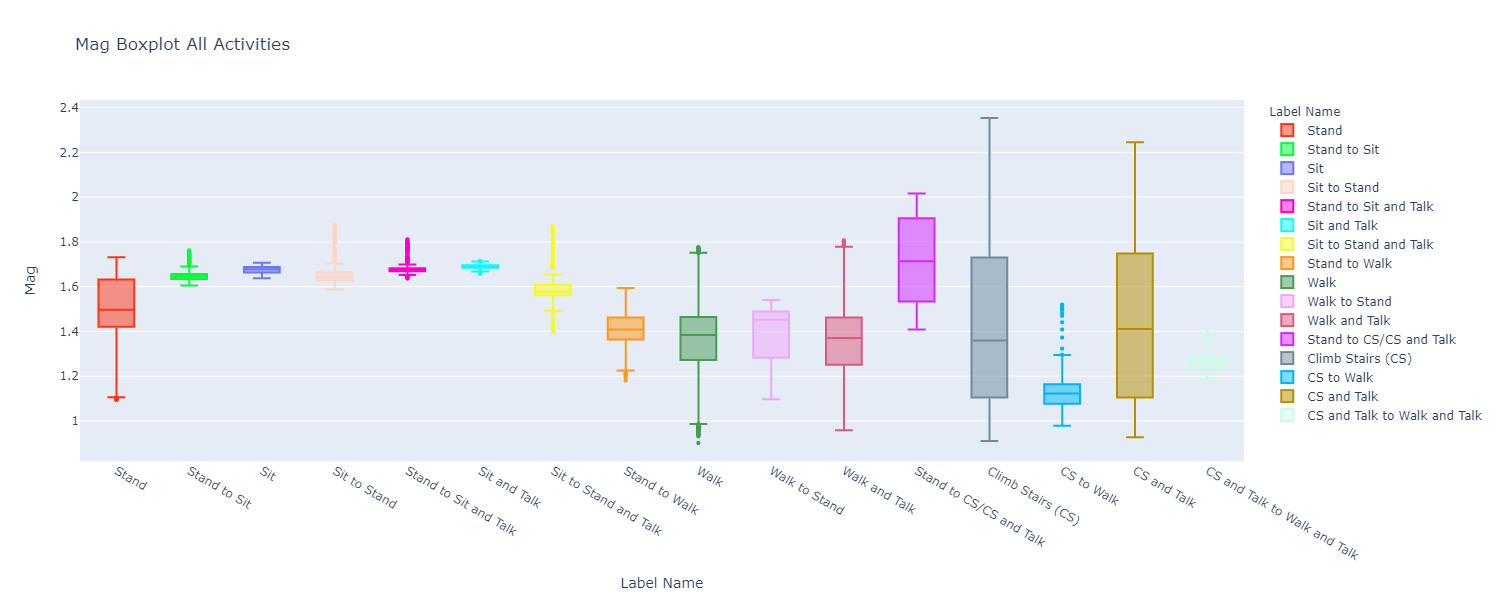 Mag Boxplot All Activities
2.4
2.2
2
1.8
1.6
1.4
1.2
1
Mag
Stand
Stand to Sit
Sit
Sit to Stand
Stand to Sit and Talk
Sit and Talk
Sit to Stand and Talk
Stand to Walk
Walk
Walk to Stand
Walk and Talk
Stand to CS/CS and Talk
Climb Stairs (CS)
CS to Walk
CS and Talk
CS and Talk to Walk and Talk
Label Name
Label Name
Stand
Stand to Sit
Sit
Sit to Stand
Stand to Sit and Talk
Sit and Talk
Sit to Stand and Talk
Stand to Walk
Walk
Walk to Stand
Walk and Talk
Stand to CS/CS and Talk
Climb Stairs (CS)
CS to Walk
CS and Talk
CS and Talk to Walk and Talk